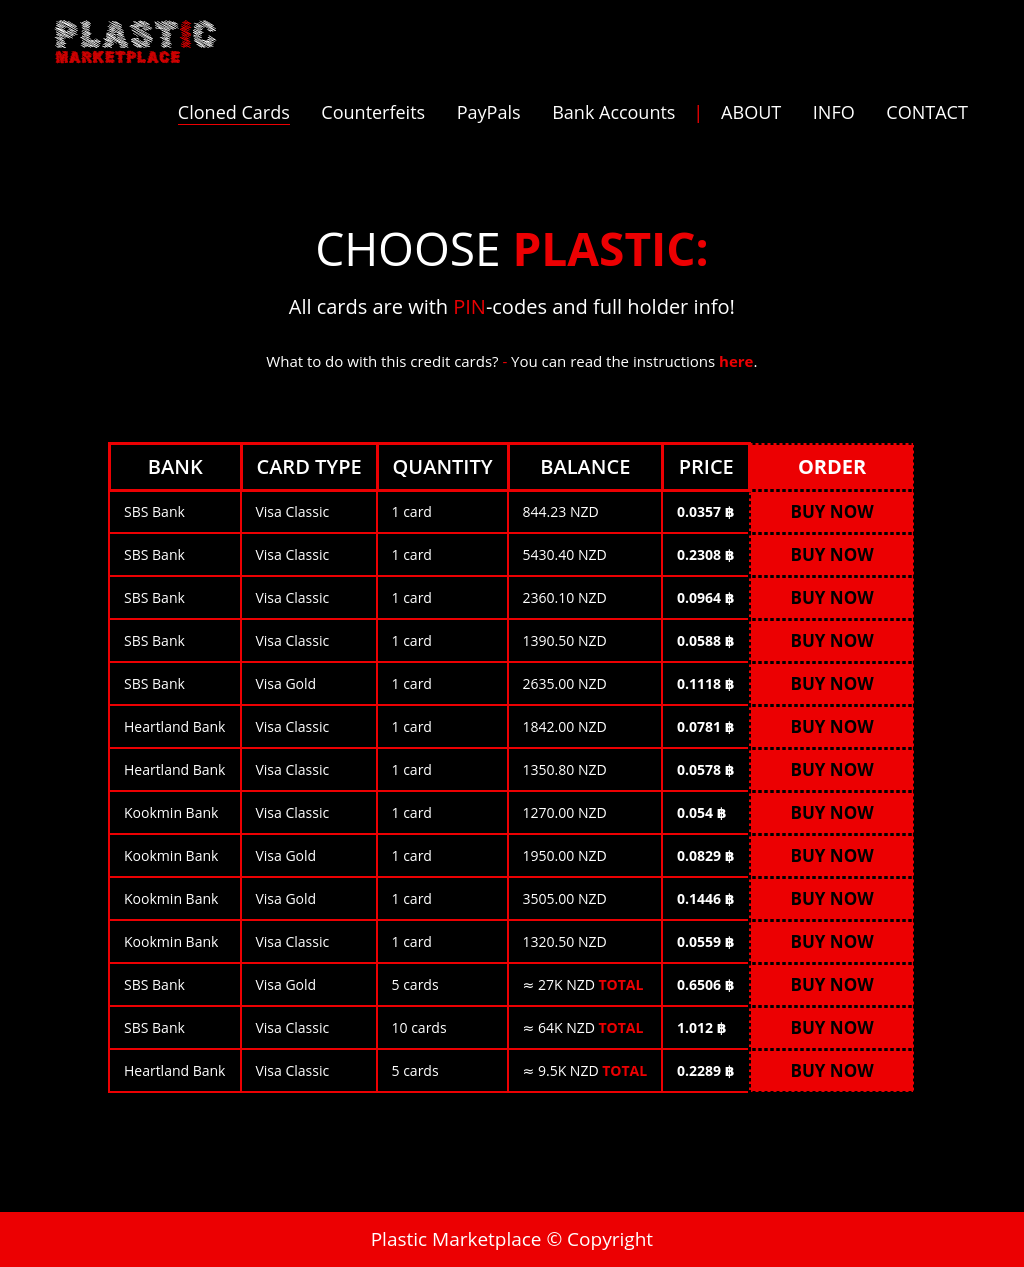 PLASTIC
MARKETPLACE
Cloned Cards Counterfeits PayPals Bank Accounts | ABOUT INFO CONTACT
CHOOSE PLASTIC:
All cards are with PIN-codes and full holder info!
What to do with this credit cards? - You can read the instructions here.
BANK CARD TYPE QUANTITY BALANCE PRICE ORDER
SBS Bank Visa Classic 1 card 844.23 NZD 0.0357 ฿ BUY NOW
SBS Bank Visa Classic 1 card 5430.40 NZD 0.2308 ฿ BUY NOW
SBS Bank Visa Classic 1 card 2360.10 NZD 0.0964 ฿ BUY NOW
SBS Bank Visa Classic 1 card 1390.50 NZD 0.0588 ฿ BUY NOW
SBS Bank Visa Gold 1 card 2635.00 NZD 0.1118 ฿ BUY NOW
Heartland Bank Visa Classic 1 card 1842.00 NZD 0.0781 ฿ BUY NOW
Heartland Bank Visa Classic 1 card 1350.80 NZD 0.0578 ฿ BUY NOW
Kookmin Bank Visa Classic 1 card 1270.00 NZD 0.054 ฿ BUY NOW
Kookmin Bank Visa Gold 1 card 1950.00 NZD 0.0829 ฿ BUY NOW
Kookmin Bank Visa Gold 1 card 3505.00 NZD 0.1446 ฿ BUY NOW
Kookmin Bank Visa Classic 1 card 1320.50 NZD 0.0559 ฿ BUY NOW
SBS Bank Visa Gold 5 cards ≈ 27K NZD TOTAL 0.6506 ฿ BUY NOW
SBS Bank Visa Classic 10 cards ≈ 64K NZD TOTAL 1.012 ฿ BUY NOW
Heartland Bank Visa Classic 5 cards ≈ 9.5K NZD TOTAL 0.2289 ฿ BUY NOW
Plastic Marketplace © Copyright